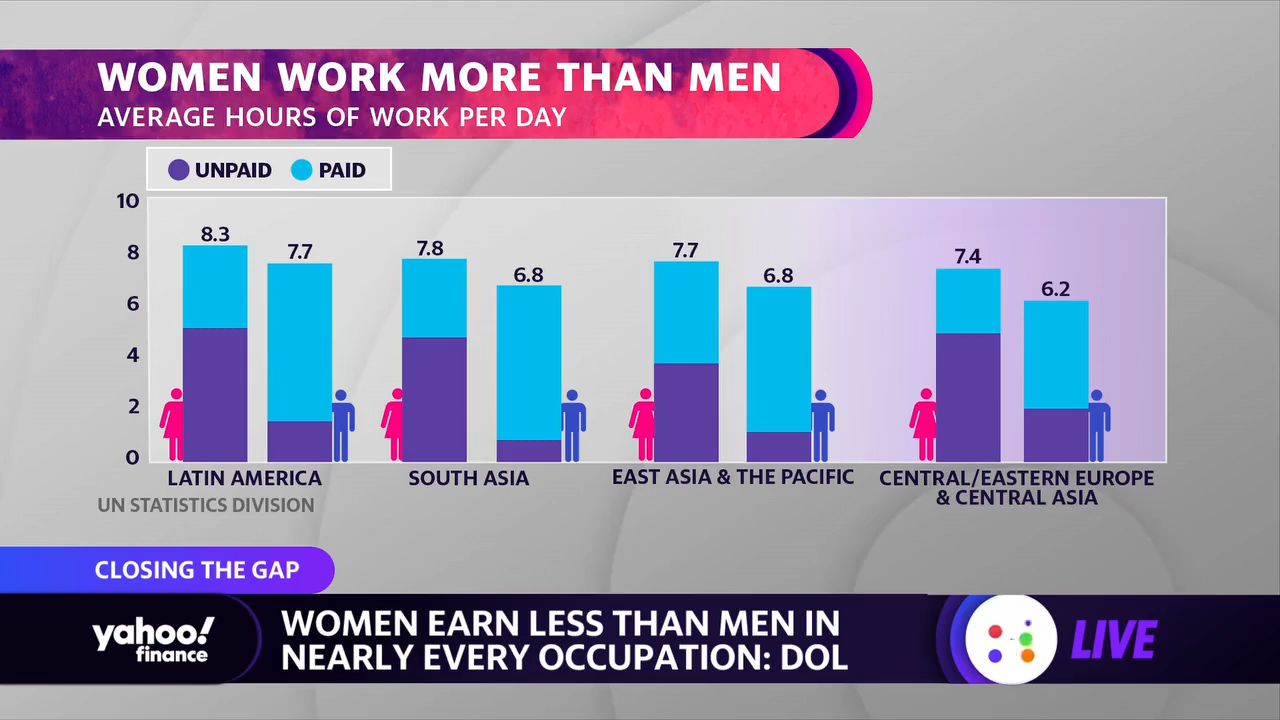 WOMEN WORK MORE THAN MEN
AVERAGE HOURS OF WORK PER DAY
UNPAID PAID
10
8
6
4
2
0
8.3
7.7
7.8
6.8
7.7
6.8
7.4
6.2
LATIN AMERICA
SOUTH ASIA
EAST ASIA & THE PACIFIC
CENTRAL/EASTERN EUROPE
& CENTRAL ASIA
UN STATISTICS DIVISION
CLOSING THE GAP
yahoo!
finance
WOMEN EARN LESS THAN MEN IN
NEARLY EVERY OCCUPATION: DOL
LIVE